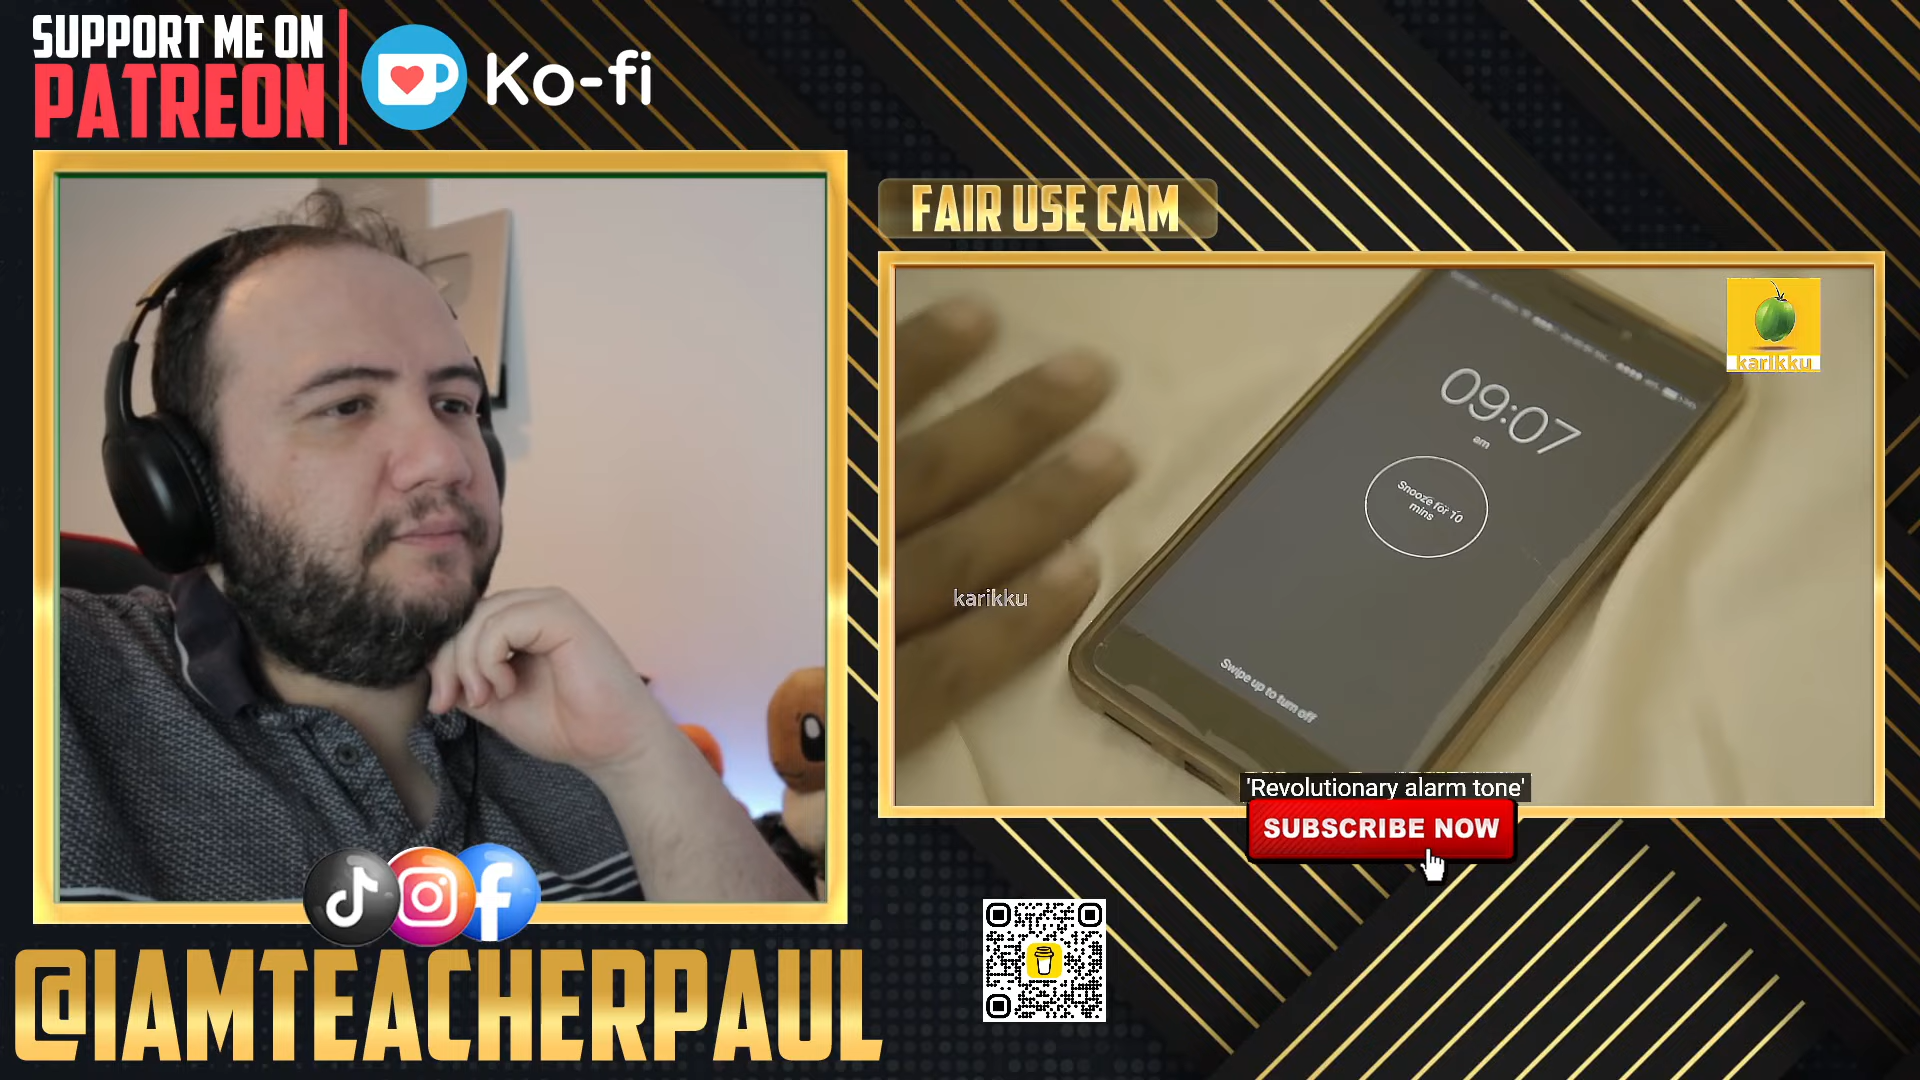 SUPPORT ME ON
PATREON
Ko-fi
FAIR USE CAM
karikku
09:07
am
Snooze for 10
mins
karikku
Swipe up to turn off
'Revolutionary alarm tone'
SUBSCRIBE NOW
@IAMTEACHERPAUL